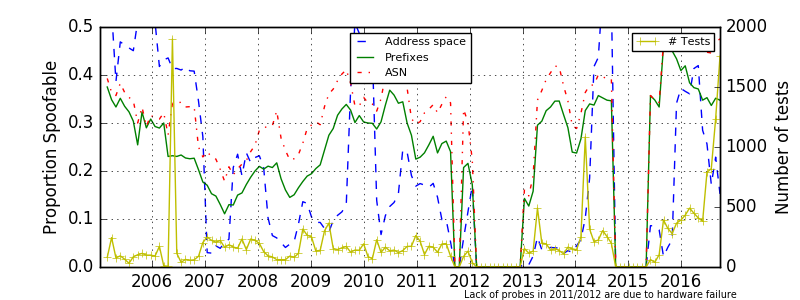 0.5
0.4
0.3
0.2
0.1
0.0
Proportion Spoofable
Address space
Prefixes
ASN
# Tests
2000
1500
1000
500
0
Number of tests
2006 2007 2008 2009 2010 2011 2012 2013 2014 2015 2016
Lack of probes in 2011/2012 are due to hardware failure